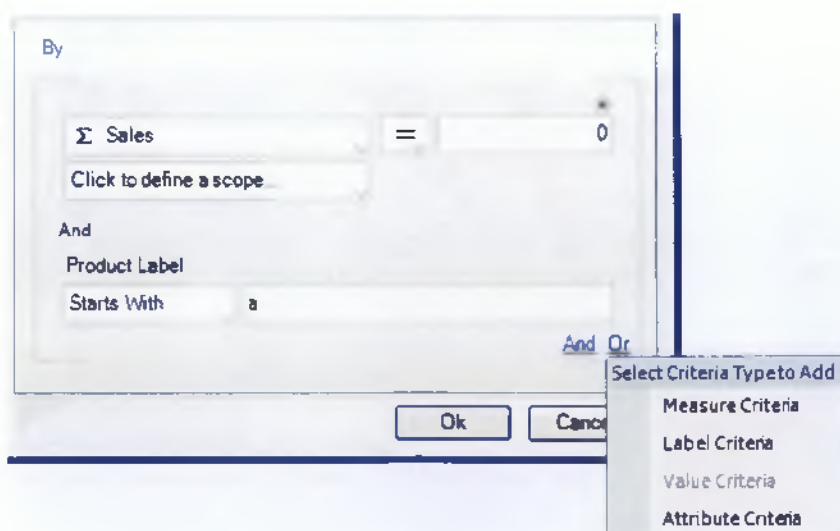 By
Σ Sales = 0
Click to define a scope
And
Product Label
Starts With a
And Or
Select Criteria Type to Add
Ok Cance
Measure Criteria
Label Criteria
Value Criteria
Attribute Criteria